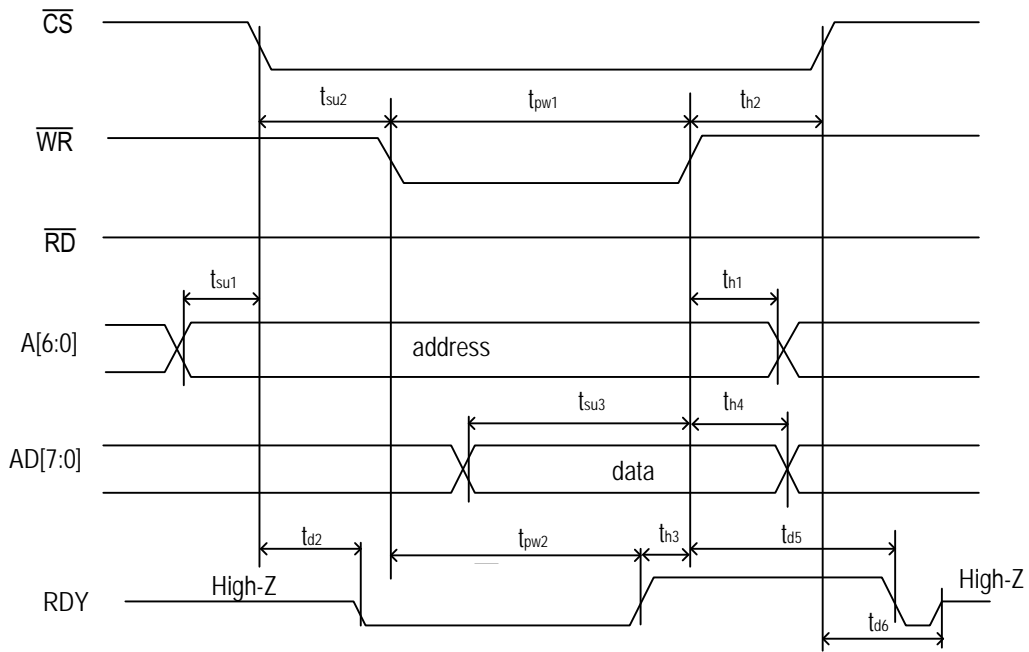 CS
tsu2 tpw1 th2
WR
RD
tsu1 th1
A[6:0] address
tsu3 th4
AD[7:0] data
td2 tpw2 th3 td5
RDY High-Z High-Z
td6